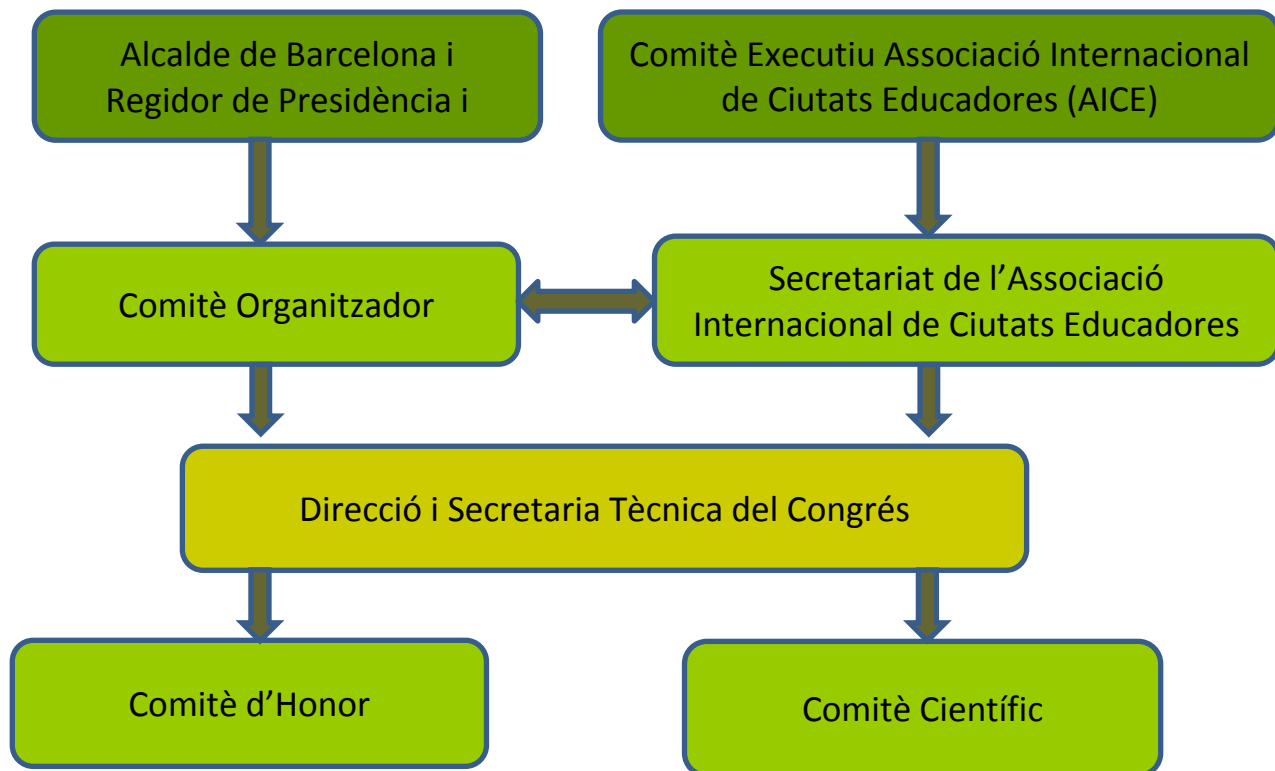 Alcalde de Barcelona i
Regidor de Presidència i
Comitè Executiu Associació Internacional
de Ciutats Educadores (AICE)
Comitè Organitzador
Secretariat de l’Associació
Internacional de Ciutats Educadores
Direcció i Secretaria Tècnica del Congrés
Comitè d’Honor
Comitè Científic